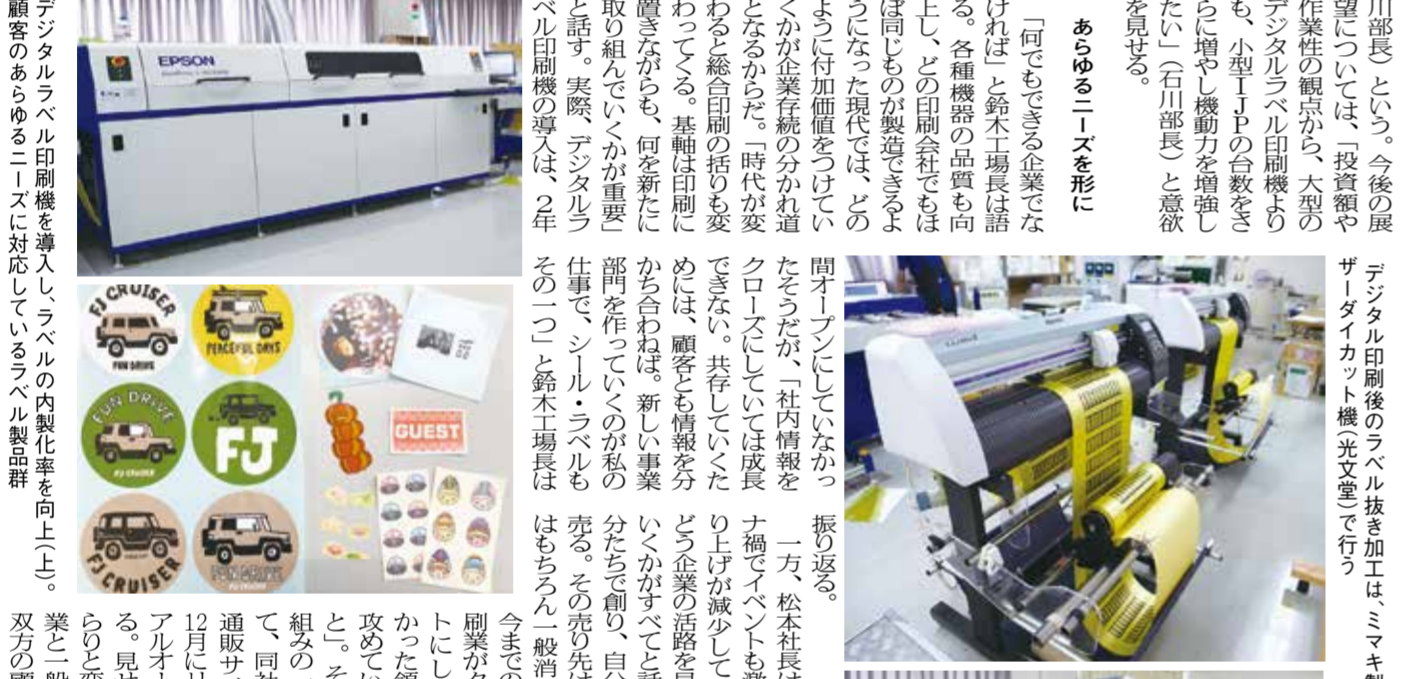 川部長）という。今後の展
望については、「投資額や
作業性の観点から、大型の
デジタルラベル印刷機より
も、小型ＩＪＰの台数をさ
らに増やし機動力を増強し
たい」（石川部長）と意欲
を見せる。
あらゆるニーズを形に
「何でもできる企業でな
ければ」と鈴木工場長は語
る。各種機器の品質も向
上し、どの印刷会社でもほ
ぼ同じものが製造できるよ
うになった現代では、どの
ように付加価値をつけてい
くかが企業存続の分かれ道
となるからだ。「時代が変
わると総合印刷の括りも変
わってくる。基軸は印刷に
置きながらも、何を新たに
取り組んでいくかが重要」
と話す。実際、デジタルラ
ベル印刷機の導入は、２年
間オープンにしていなかっ
たそうだが、「社内情報を
クローズにしていては成長
できない。共存していくた
めには、顧客とも情報を分
かち合わねば。新しい事業
部門を作っていくのが私の
仕事で、シール・ラベルも
その一つ」と鈴木工場長は
振り返る。
一方、松本社長は
ナ禍でイベントも激
り上げが減少して
どう企業の活路を見
いくかがすべてと話
分たちで創り、自分
売る。その売り先は
はもちろん一般消
今までの
刷業がタ
トにし
かった領
攻めてい
と」。そ
組みの一
て、同社
通販サ
12月にリ
アルオー
る。見せ
らりと変
業と一般
双方の顧
デジタル印刷後のラベル抜き加工は、ミマキ製
ザーダイカット機（光文堂）で行う
デジタルラベル印刷機を導入し、ラベルの内製化率を向上（上）。
顧客のあらゆるニーズに対応しているラベル製品群
EPSON
FJ CRUISER
FUN DRIVE
PEACEFUL DAYS
FUN DRIVE
FJ CRUISER
FJ
GUEST
FJ CRUISER
FUN DRIVE
FJ CRUISER